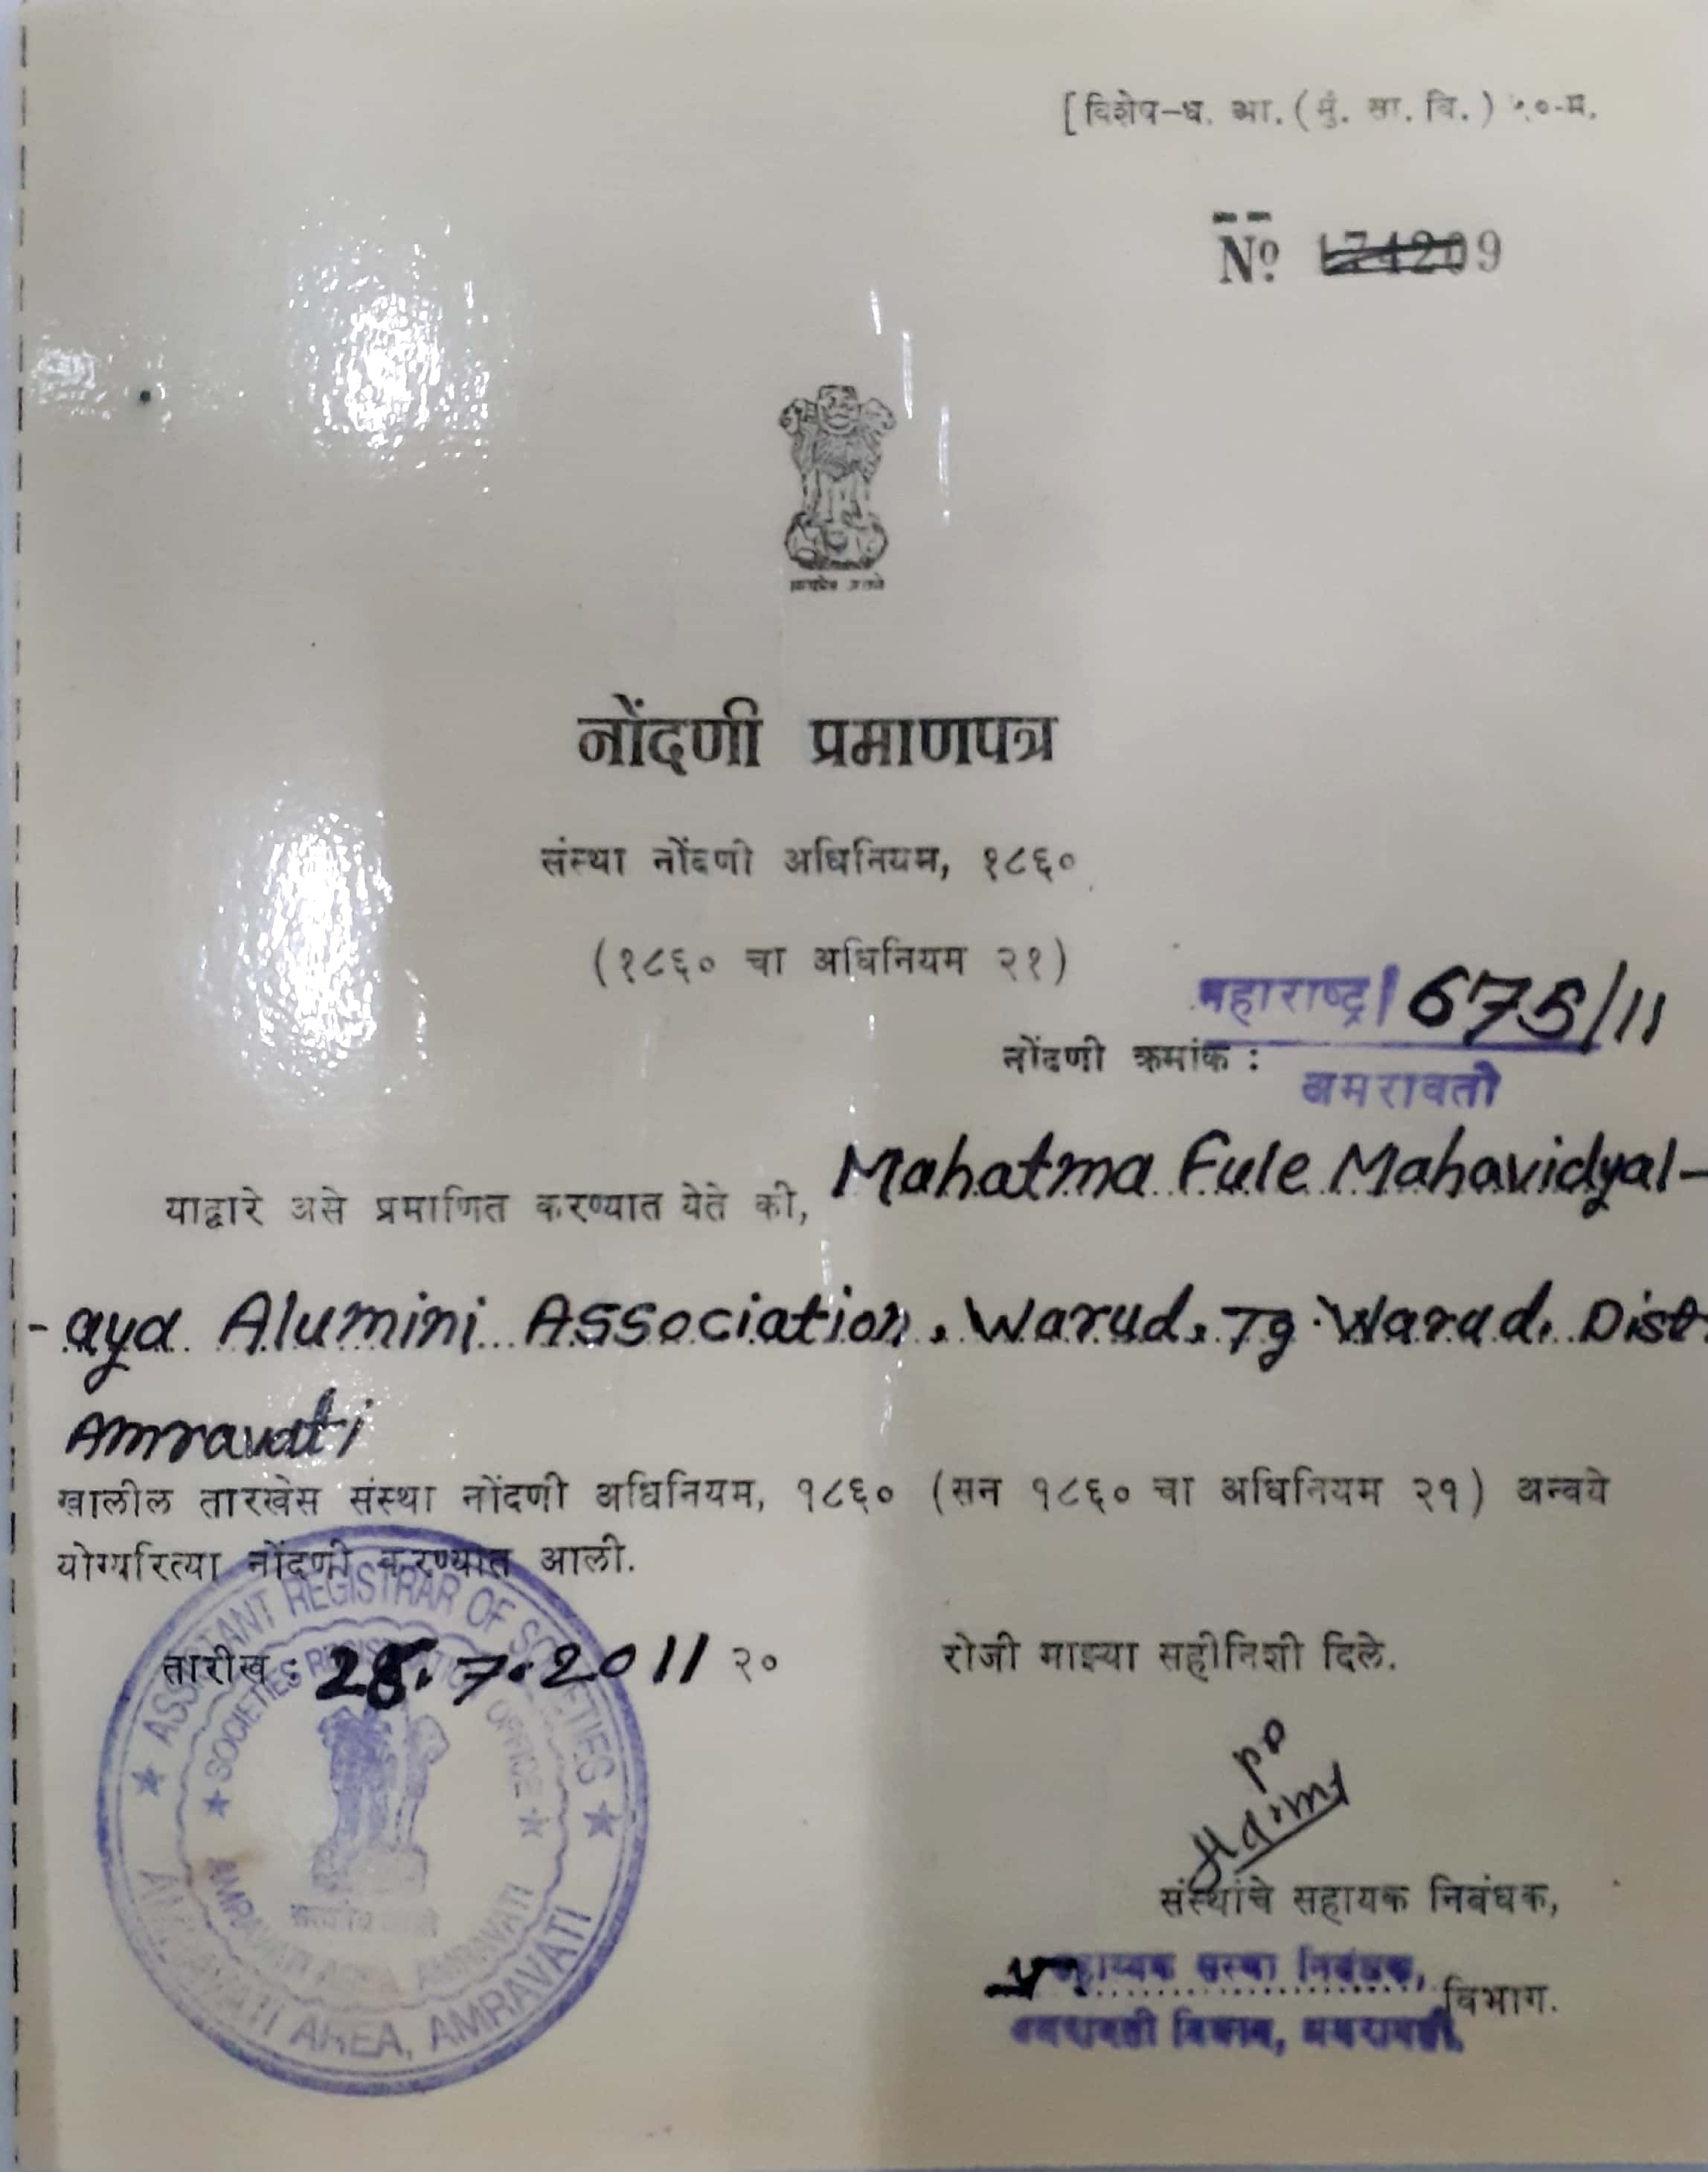 [विशेष-ध. आ. (मुं. सा. वि.)
Nº 174209
सत्यमेव जयते
नोंदणी प्रमाणपत्र
संस्था नोंदणी अधिनियम, १८६०
(१८६० चा अधिनियम २१)
महाराष्ट्र/ 675/11
नोंदणी क्रमांक :
अमरावती
याद्वारे असे प्रमाणित करण्यात येते की, Mahatma Fule Mahavidyal-
-aya Alumini Association, Warud, Tq. Warud, Dist.
Amravati
खालील तारखेस संस्था नोंदणी अधिनियम, १८६० (सन १८६० चा अधिनियम २१) अन्वये
योग्यरित्या नोंदणी करण्यात आली.
तारीख : 28.7.2011 २०
रोजी माझ्या सहीनिशी दिले.
ASSISTANT REGISTRAR OF SOCIETIES
AMRAVATI AREA, AMRAVATI
SOCIETIES REGISTRATION OFFICE
AMRAVATI AREA, AMRAVATI
संस्थांचे सहायक निबंधक,
सहाय्यक संस्था निबंधक,
विभाग.
अमरावती विभाग, अमरावती.